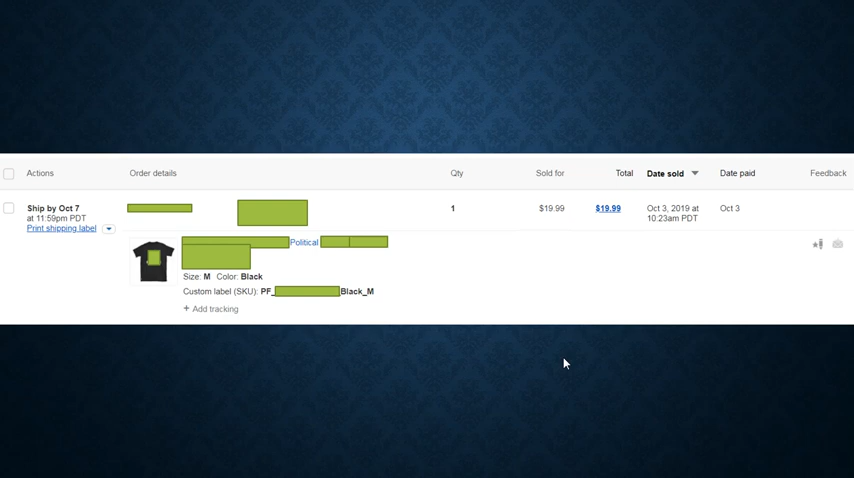 Actions Order details Qty Sold for Total Date sold Date paid Feedback
Ship by Oct 7 1 $19.99 $19.99 Oct 3, 2019 at Oct 3
at 11:59pm PDT 10:23am PDT
Print shipping label
Political
Size: M Color: Black
Custom label (SKU): PF_ Black_M
+ Add tracking